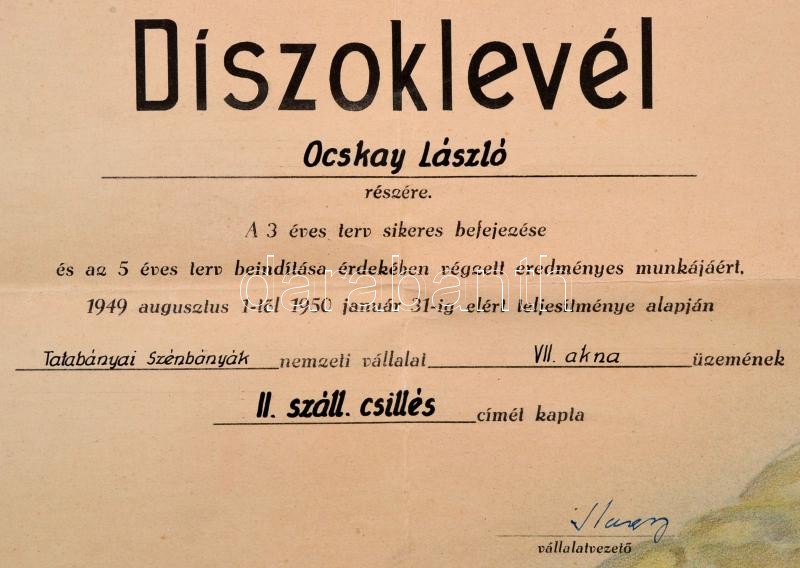 Díszoklevél
Ocskay László
részére.
A 3 éves terv sikeres befejezése
és az 5 éves terv beindítása érdekében végzett eredményes munkájáért,
1949 augusztus 1-től 1950 január 31-ig elért teljesítménye alapján
Tatabányai Szénbányák nemzeti vállalat VII. akna üzemének
II. száll. csillés címét kapta
vállalatvezető
darabanth